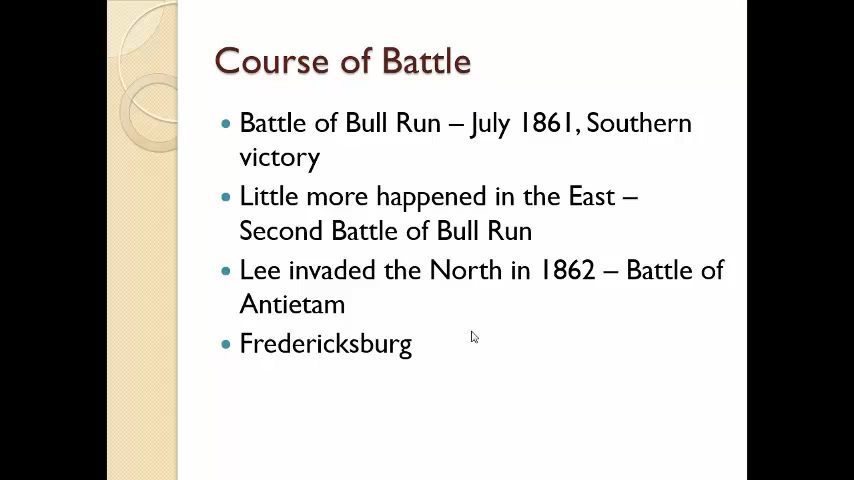 Course of Battle
• Battle of Bull Run – July 1861, Southern
victory
• Little more happened in the East –
Second Battle of Bull Run
• Lee invaded the North in 1862 – Battle of
Antietam
• Fredericksburg